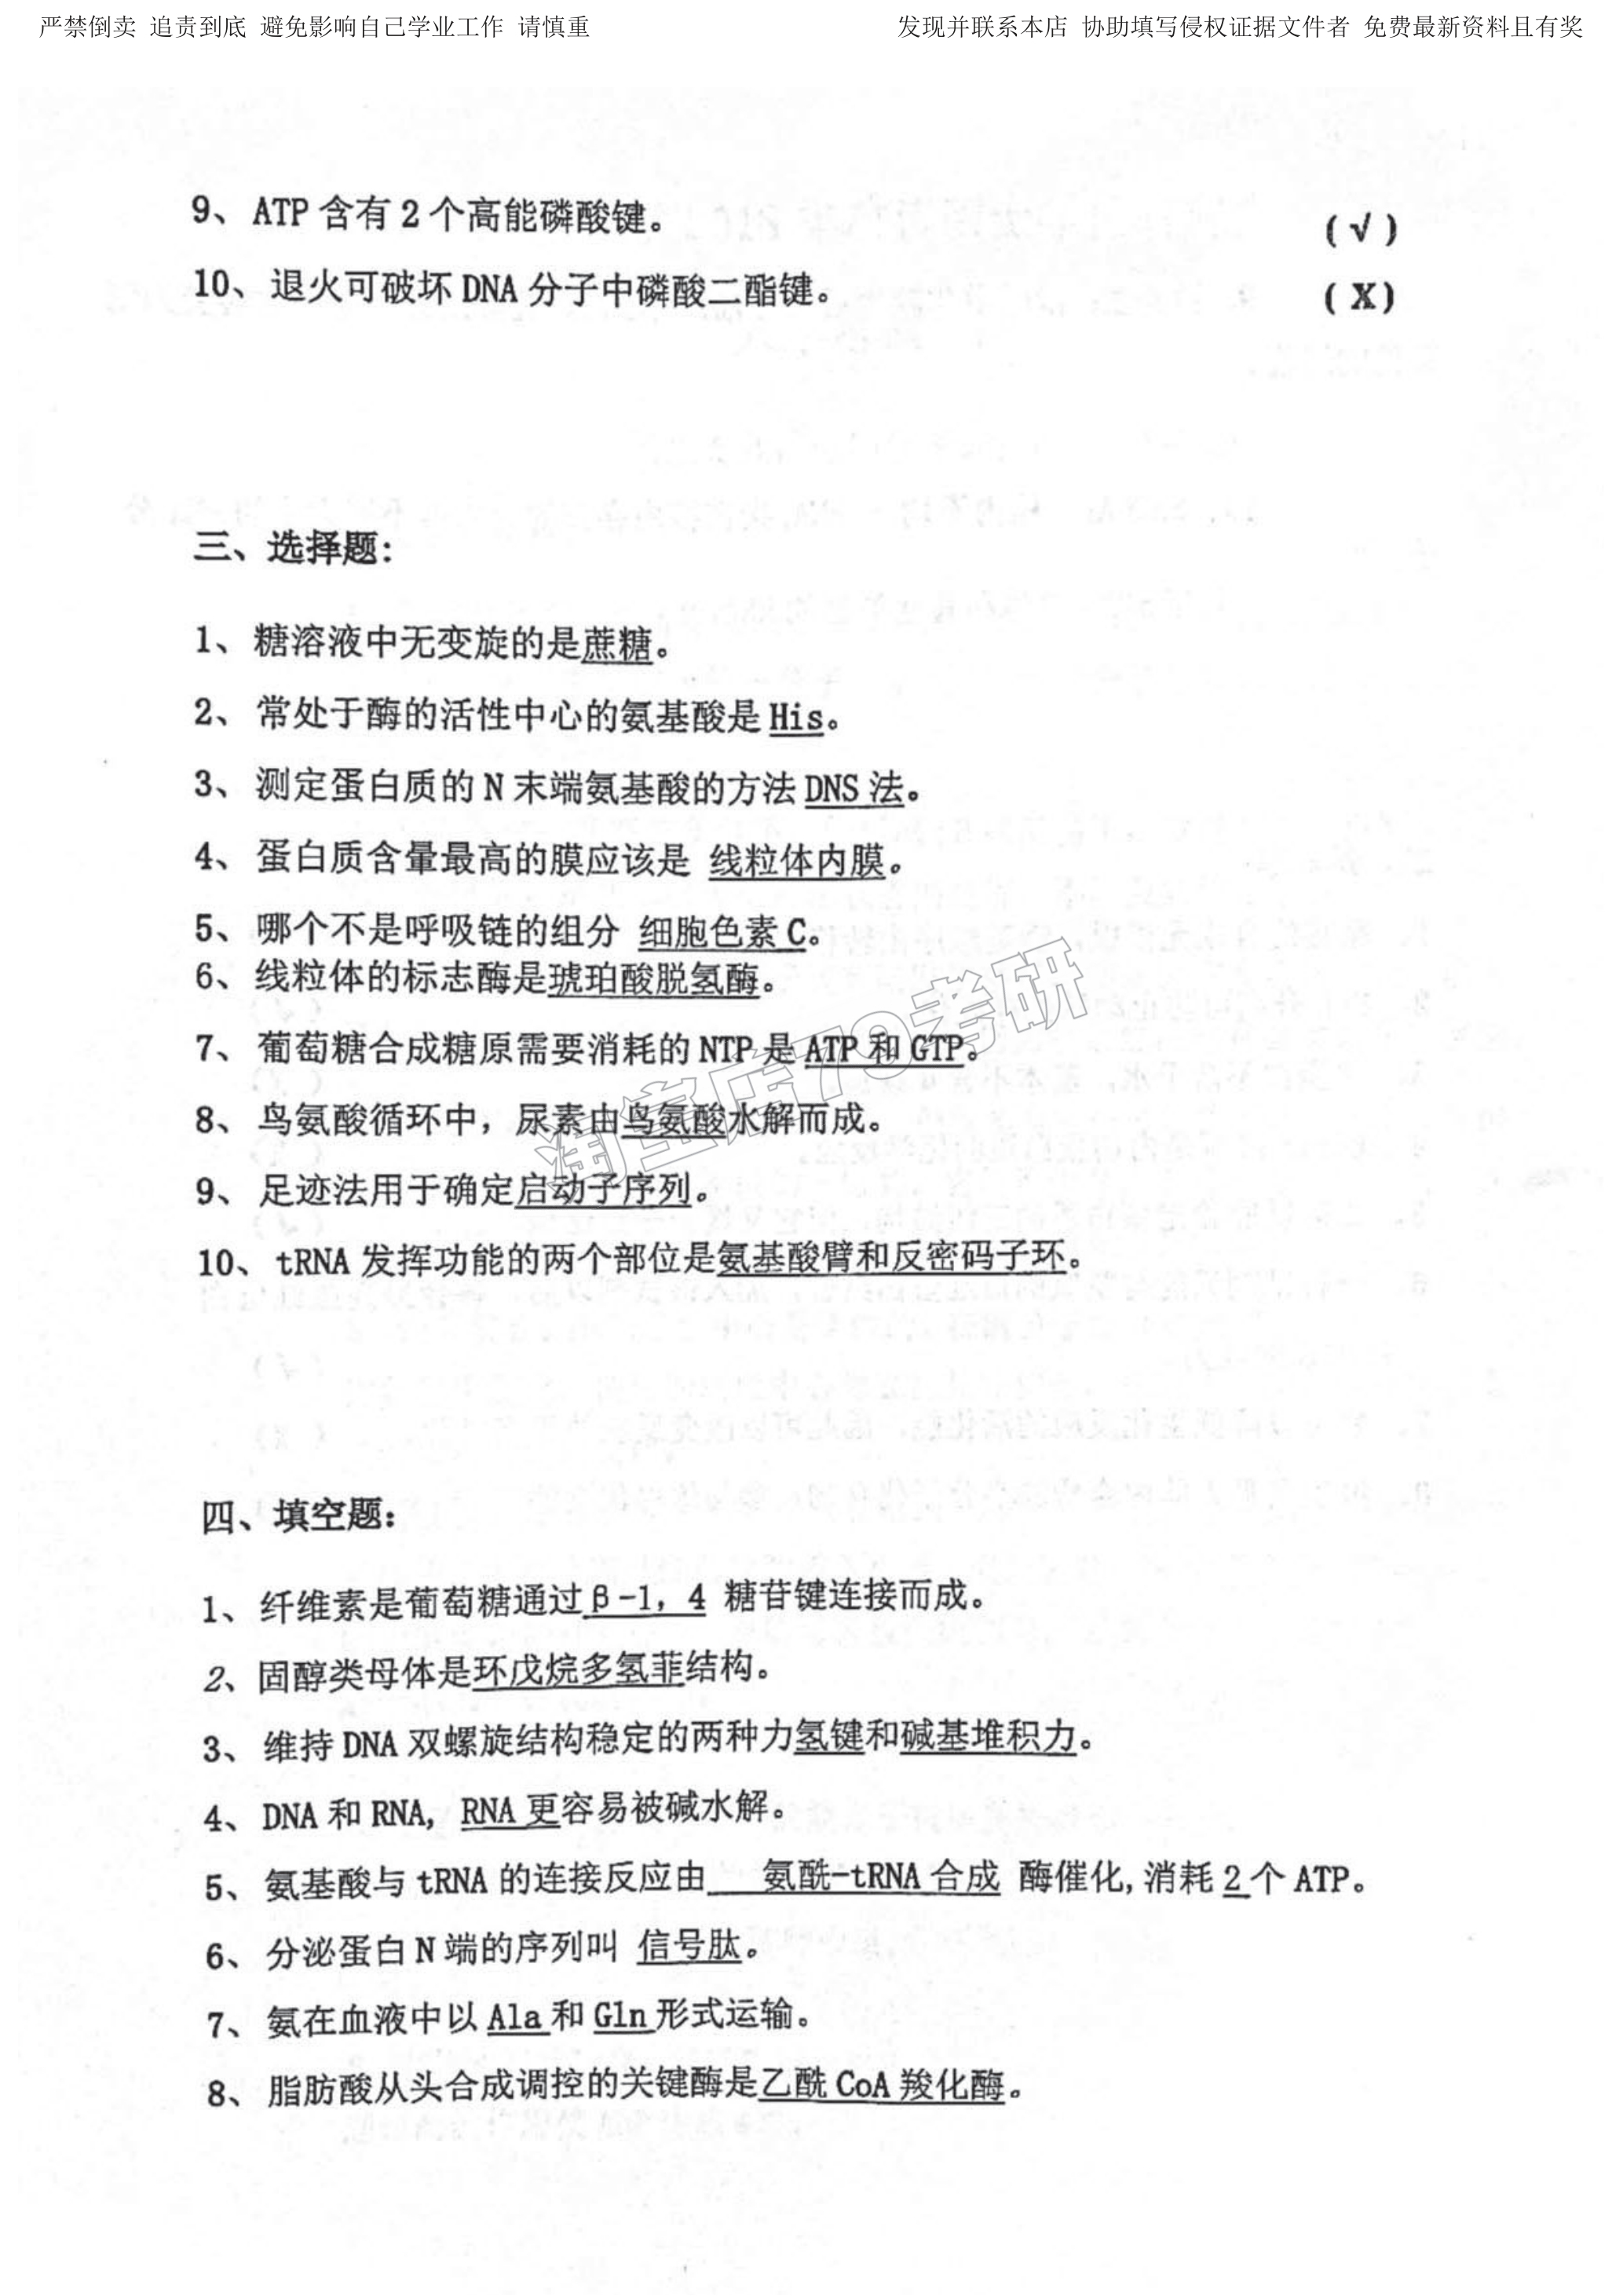 严禁倒卖 追责到底 避免影响自己学业工作 请慎重
发现并联系本店 协助填写侵权证据文件者 免费最新资料且有奖
9、ATP 含有 2 个高能磷酸键。 (√)
10、退火可破坏 DNA 分子中磷酸二酯键。 (X)
三、选择题:
1、糖溶液中无变旋的是蔗糖。
2、常处于酶的活性中心的氨基酸是 His。
3、测定蛋白质的 N 末端氨基酸的方法 DNS 法。
4、蛋白质含暈最高的膜应该是 线粒体内膜。
5、哪个不是呼吸链的组分 细胞色素 C。
6、线粒体的标志酶是琥珀酸脱氢酶。
7、葡萄糖合成糖原需要消耗的 NTP 是 ATP 和 GTP。
8、鸟氨酸循环中，尿素由鸟氨酸水解而成。
9、足迹法用于确定启动子序列。
10、tRNA 发挥功能的两个部位是氨基酸臂和反密码子环。
淘宝店79考研
四、填空题:
1、纤维素是葡萄糖通过 β-1，4 糖苷键连接而成。
2、固醇类母体是环戊烷多氢菲结构。
3、维持 DNA 双螺旋结构稳定的两种力氢键和碱基堆积力。
4、DNA 和 RNA, RNA 更容易被碱水解。
5、氨基酸与 tRNA 的连接反应由 氨酰-tRNA 合成 酶催化,消耗 2 个 ATP。
6、分泌蛋白 N 端的序列叫 信号肽。
7、氨在血液中以 Ala 和 Gln 形式运输。
8、脂肪酸从头合成调控的关键酶是乙酰 CoA 羧化酶。